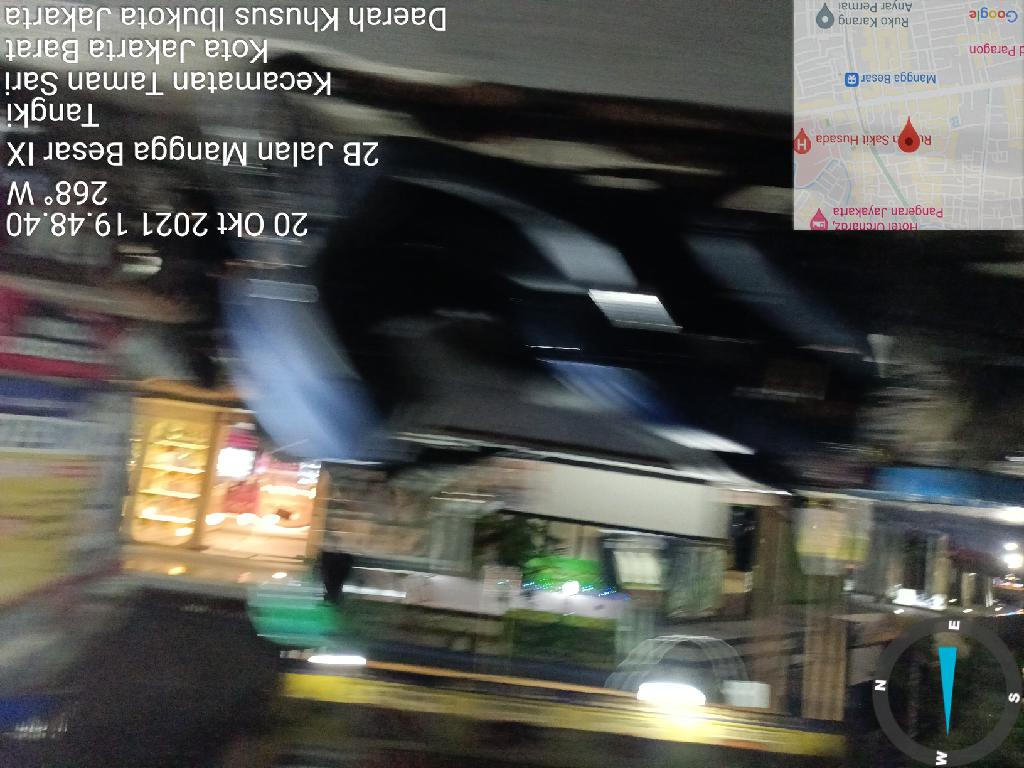 W
S
N
E
Hotel Orchardz,
Pangeran Jayakarta
Sakit Husada
H
Mangga Besar
d Paragon
Ruko Karang
Anyar Permai
Google
20 Okt 2021 19.48.40
268° W
2B Jalan Mangga Besar IX
Tangki
Kecamatan Taman Sari
Kota Jakarta Barat
Daerah Khusus Ibukota Jakarta